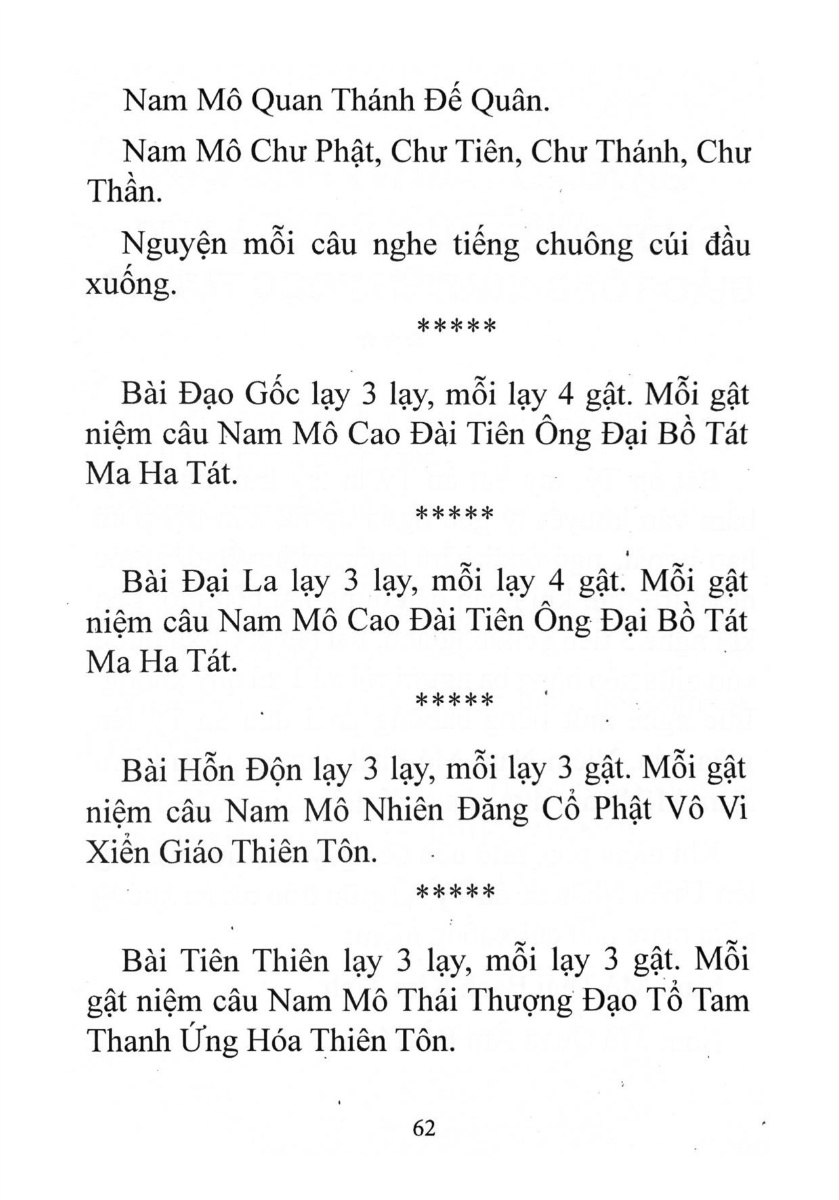 Nam Mô Quan Thánh Đế Quân.
Nam Mô Chư Phật, Chư Tiên, Chư Thánh, Chư
Thần.
Nguyện mỗi câu nghe tiếng chuông cúi đầu
xuống.
*****
Bài Đạo Gốc lạy 3 lạy, mỗi lạy 4 gật. Mỗi gật
niệm câu Nam Mô Cao Đài Tiên Ông Đại Bồ Tát
Ma Ha Tát.
*****
Bài Đại La lạy 3 lạy, mỗi lạy 4 gật. Mỗi gật
niệm câu Nam Mô Cao Đài Tiên Ông Đại Bồ Tát
Ma Ha Tát.
*****
Bài Hỗn Độn lạy 3 lạy, mỗi lạy 3 gật. Mỗi gật
niệm câu Nam Mô Nhiên Đăng Cổ Phật Vô Vi
Xiển Giáo Thiên Tôn.
*****
Bài Tiên Thiên lạy 3 lạy, mỗi lạy 3 gật. Mỗi
gật niệm câu Nam Mô Thái Thượng Đạo Tổ Tam
Thanh Ứng Hóa Thiên Tôn.
62